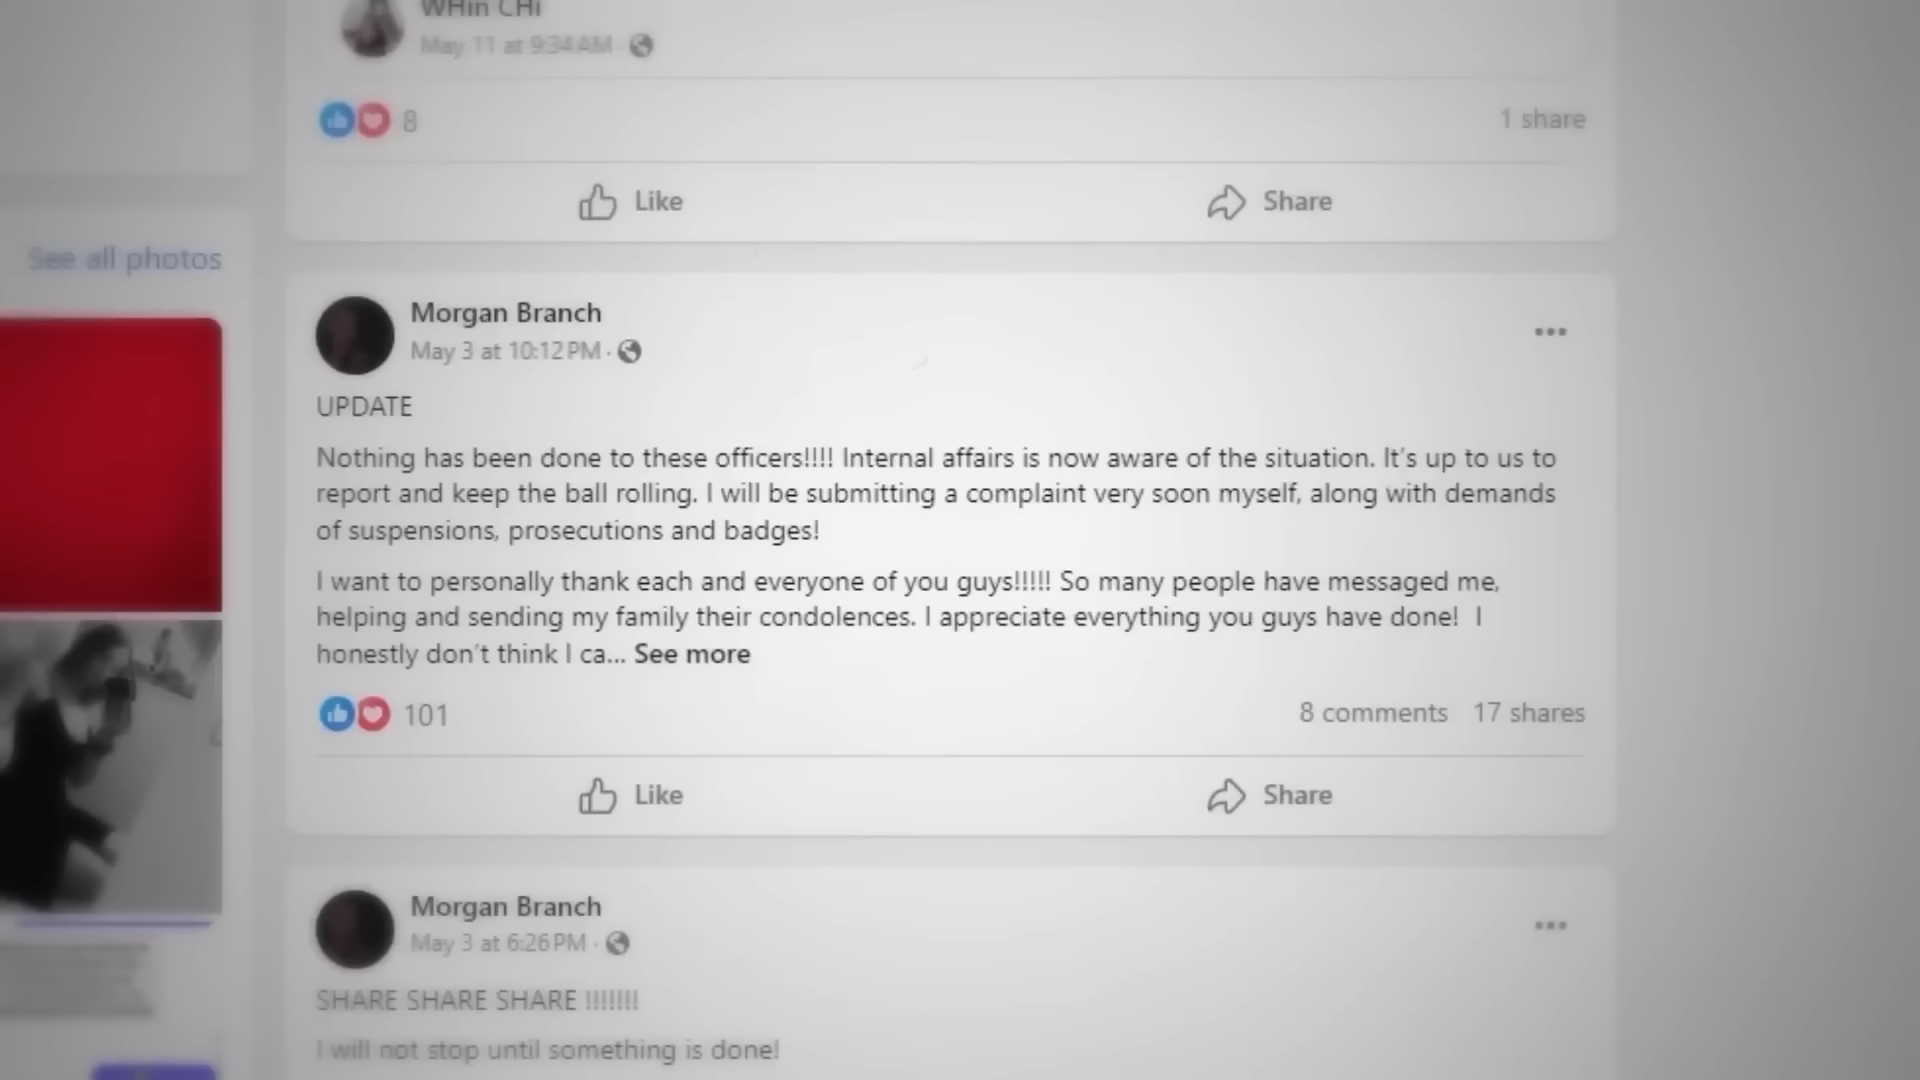 WHin CHi
May 11 at 9:34 AM ·
8
1 share
Like
Share
See all photos
Morgan Branch
May 3 at 10:12 PM ·
UPDATE
Nothing has been done to these officers!!!! Internal affairs is now aware of the situation. It's up to us to
report and keep the ball rolling. I will be submitting a complaint very soon myself, along with demands
of suspensions, prosecutions and badges!
I want to personally thank each and everyone of you guys!!!!! So many people have messaged me,
helping and sending my family their condolences. I appreciate everything you guys have done! I
honestly don't think I ca... See more
101
8 comments 17 shares
Like
Share
Morgan Branch
May 3 at 6:26 PM ·
SHARE SHARE SHARE !!!!!!!
I will not stop until something is done!